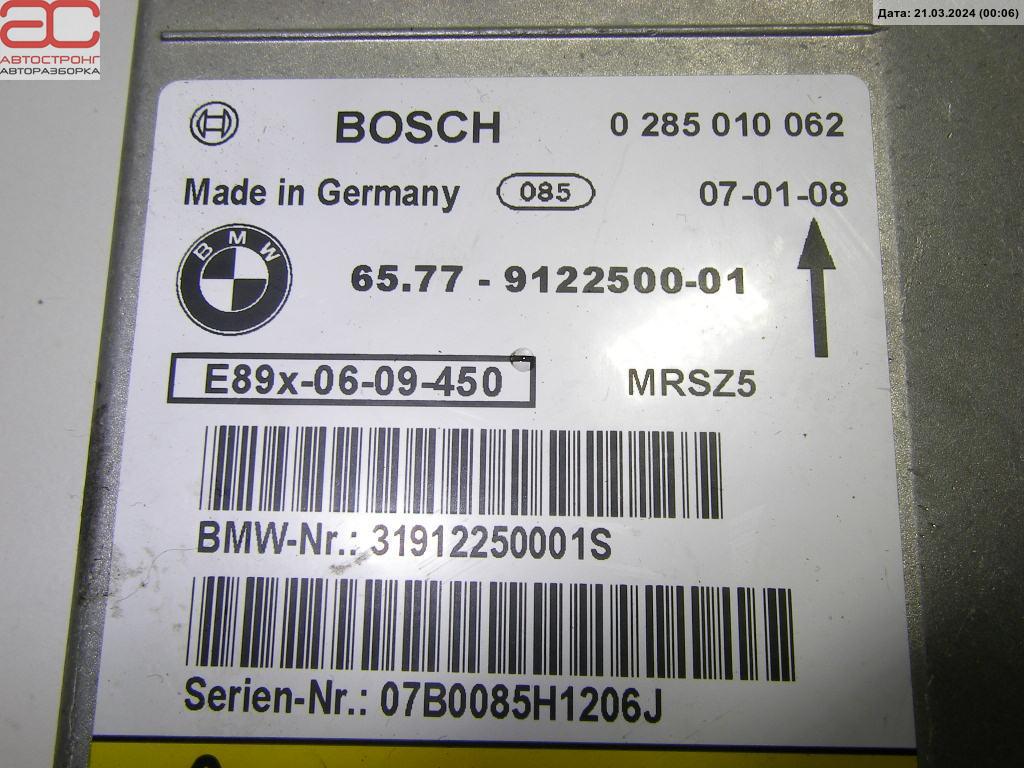 Дата: 21.03.2024 (00:06)
АВТОСТРОНГ
АВТОРАЗБОРКА
BOSCH 0 285 010 062
Made in Germany 085 07-01-08
BMW
65.77 - 9122500-01
E89x-06-09-450 MRSZ5
BMW-Nr.: 31912250001S
Serien-Nr.: 07B0085H1206J